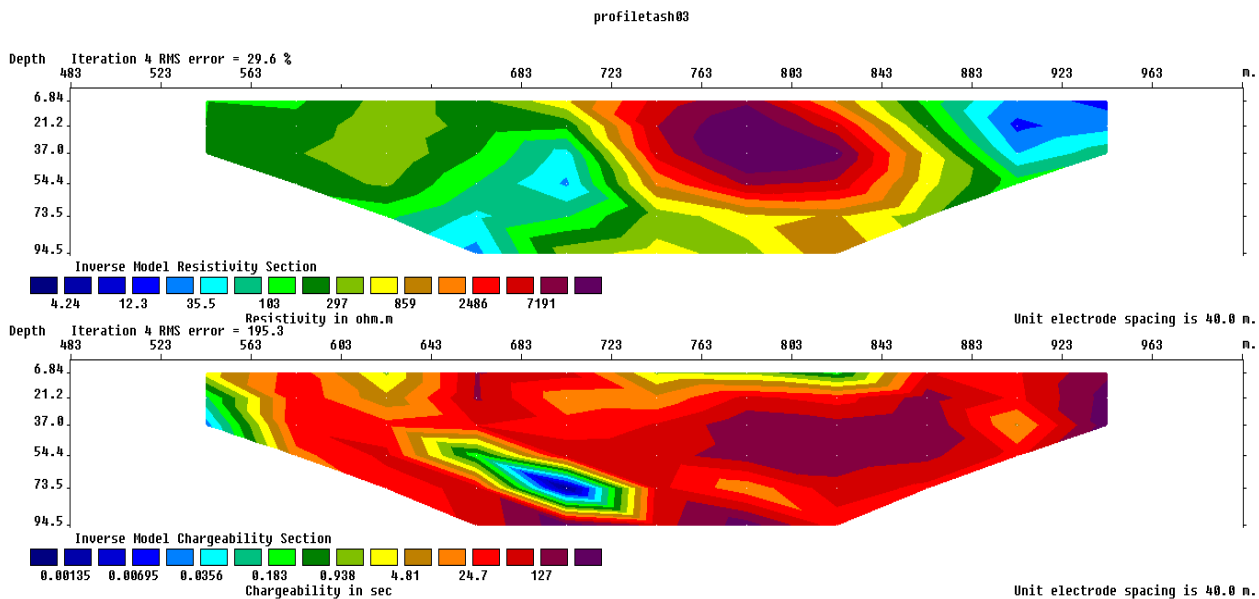 profiletash03
Depth Iteration 4 RMS error = 29.6 %
483 523 563 683 723 763 803 843 883 923 963 m.
6.84
21.2
37.0
54.4
73.5
94.5
Inverse Model Resistivity Section
4.24 12.3 35.5 103 297 859 2486 7191
Resistivity in ohm.m
Unit electrode spacing is 40.0 m.
Depth Iteration 4 RMS error = 195.3
483 523 563 603 643 683 723 763 803 843 883 923 963 m.
6.84
21.2
37.0
54.4
73.5
94.5
Inverse Model Chargeability Section
0.00135 0.00695 0.0356 0.183 0.938 4.81 24.7 127
Chargeability in sec
Unit electrode spacing is 40.0 m.